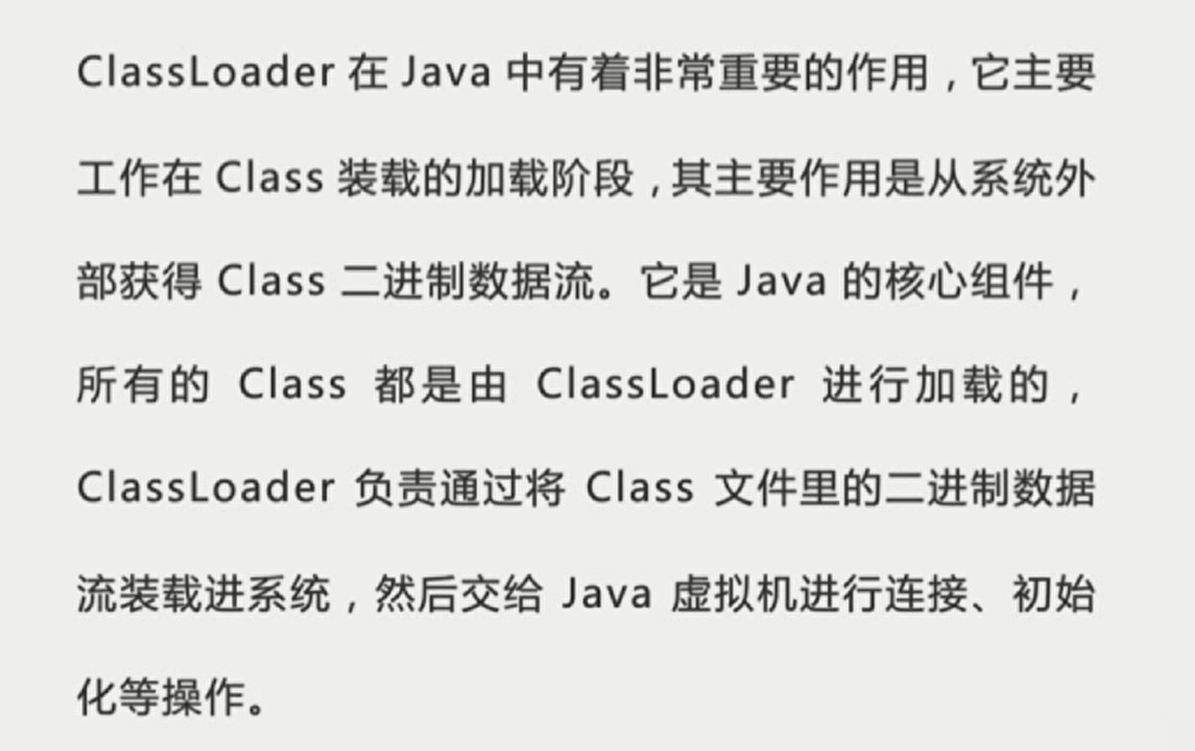 ClassLoader 在 Java 中有着非常重要的作用，它主要
工作在 Class 装载的加载阶段，其主要作用是从系统外
部获得 Class 二进制数据流。它是 Java 的核心组件，
所有的 Class 都是由 ClassLoader 进行加载的，
ClassLoader 负责通过将 Class 文件里的二进制数据
流装载进系统，然后交给 Java 虚拟机进行连接、初始
化等操作。